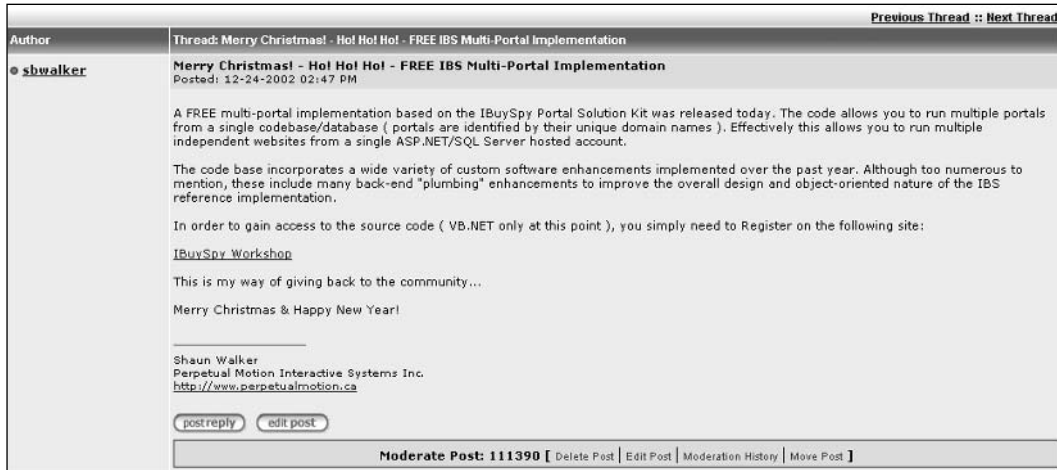 Previous Thread :: Next Thread
Author
Thread: Merry Christmas! - Ho! Ho! Ho! - FREE IBS Multi-Portal Implementation
sbwalker
Merry Christmas! - Ho! Ho! Ho! - FREE IBS Multi-Portal Implementation
Posted: 12-24-2002 02:47 PM
A FREE multi-portal implementation based on the IBuySpy Portal Solution Kit was released today. The code allows you to run multiple portals
from a single codebase/database ( portals are identified by their unique domain names ). Effectively this allows you to run multiple
independent websites from a single ASP.NET/SQL Server hosted account.
The code base incorporates a wide variety of custom software enhancements implemented over the past year. Although too numerous to
mention, these include many back-end "plumbing" enhancements to improve the overall design and object-oriented nature of the IBS
reference implementation.
In order to gain access to the source code ( VB.NET only at this point ), you simply need to Register on the following site:
IBuySpy Workshop
This is my way of giving back to the community...
Merry Christmas & Happy New Year!
Shaun Walker
Perpetual Motion Interactive Systems Inc.
http://www.perpetualmotion.ca
post reply edit post
Moderate Post: 111390 [ Delete Post | Edit Post | Moderation History | Move Post ]